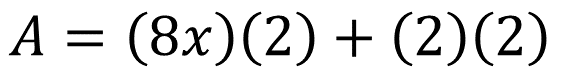 A = (8x)(2) + (2)(2)